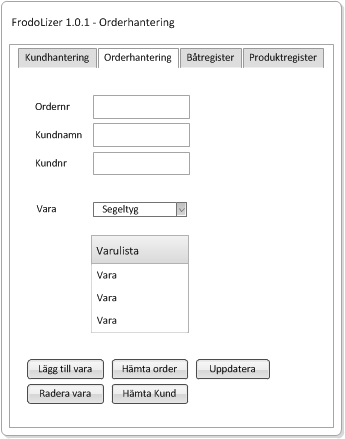 FrodoLizer 1.0.1 - Orderhantering
Kundhantering Orderhantering Båtregister Produktregister
Ordernr
Kundnamn
Kundnr
Vara Segeltyg
Varulista
Vara
Vara
Vara
Lägg till vara Hämta order Uppdatera
Radera vara Hämta Kund